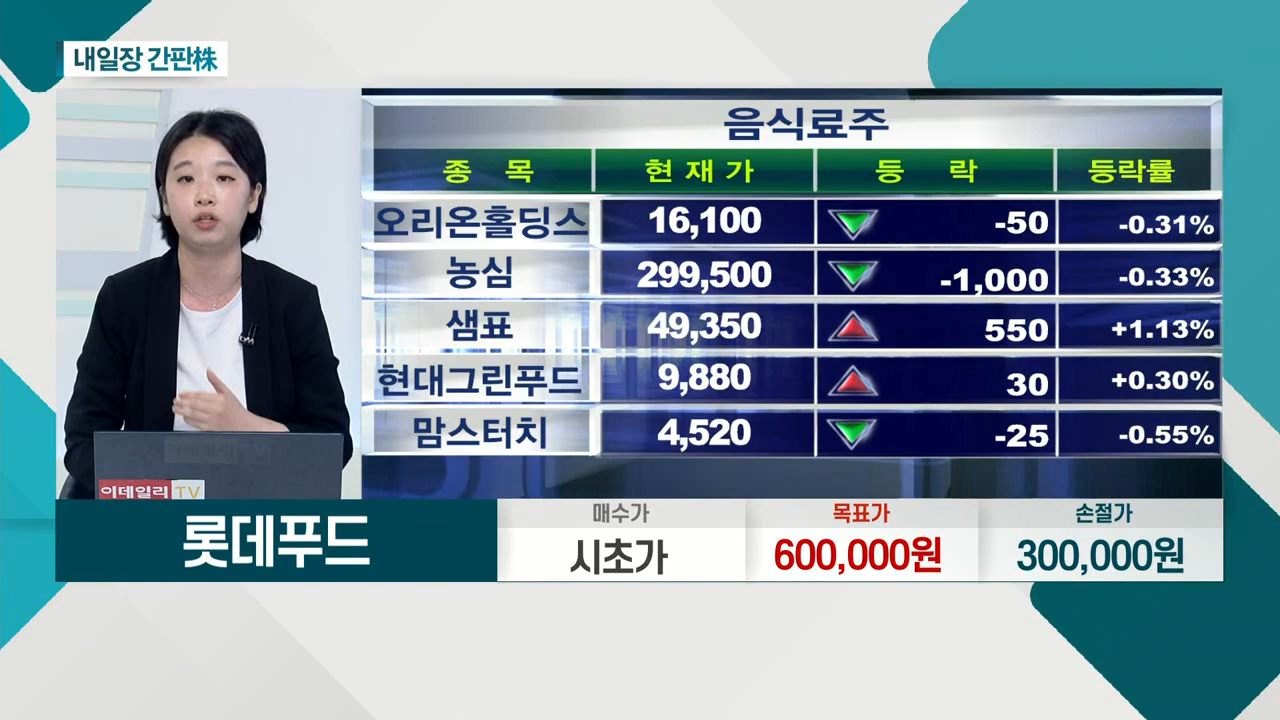 내일장 간판株
음식료주
종 목 현 재 가 등 락 등락률
오리온홀딩스 16,100 -50 -0.31%
농심 299,500 -1,000 -0.33%
샘표 49,350 550 +1.13%
현대그린푸드 9,880 30 +0.30%
맘스터치 4,520 -25 -0.55%
이데일리TV
롯데푸드
매수가 목표가 손절가
시초가 600,000원 300,000원